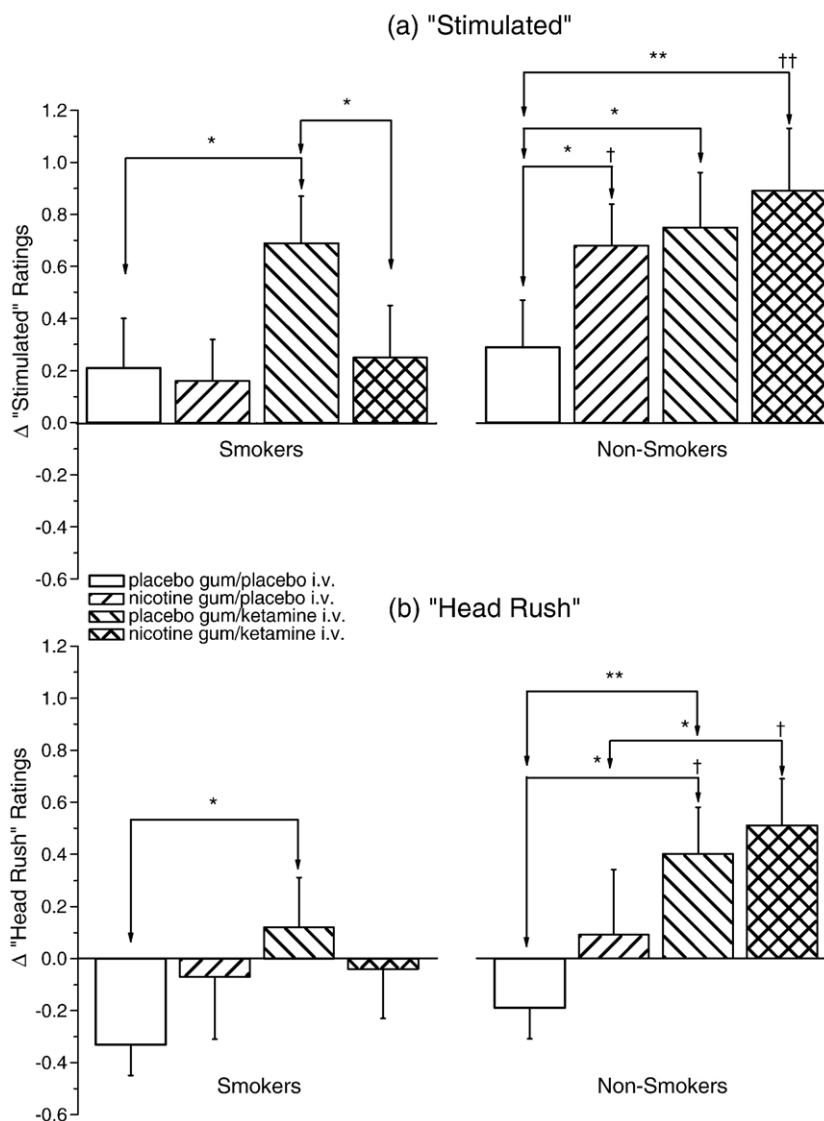 (a) "Stimulated"
** ††
* * *
* †
1.2
1.0
0.8
0.6
0.4
0.2
0.0
-0.2
-0.4
-0.6
Δ "Stimulated" Ratings
Smokers Non-Smokers
placebo gum/placebo i.v.
nicotine gum/placebo i.v.
placebo gum/ketamine i.v.
nicotine gum/ketamine i.v.
(b) "Head Rush"
1.2
1.0
0.8
0.6
0.4
0.2
0.0
-0.2
-0.4
-0.6
Δ "Head Rush" Ratings
**
* †
* †
*
Smokers Non-Smokers